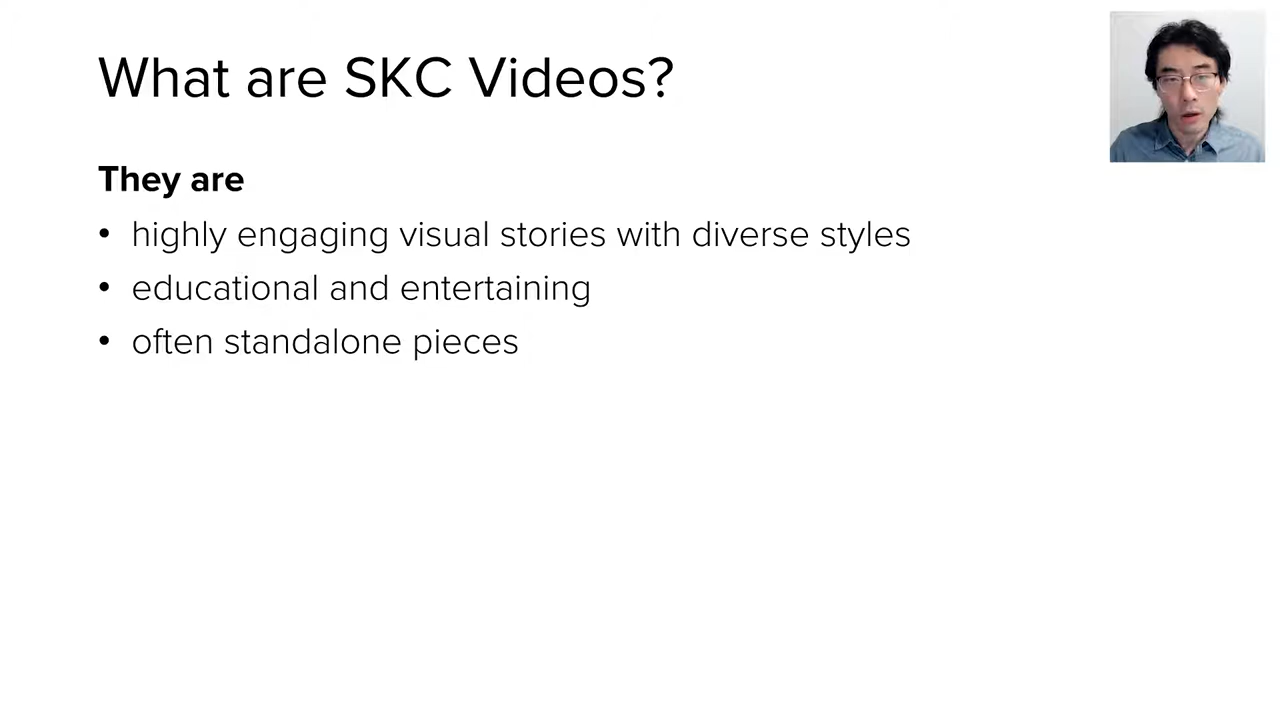 What are SKC Videos?
They are
• highly engaging visual stories with diverse styles
• educational and entertaining
• often standalone pieces